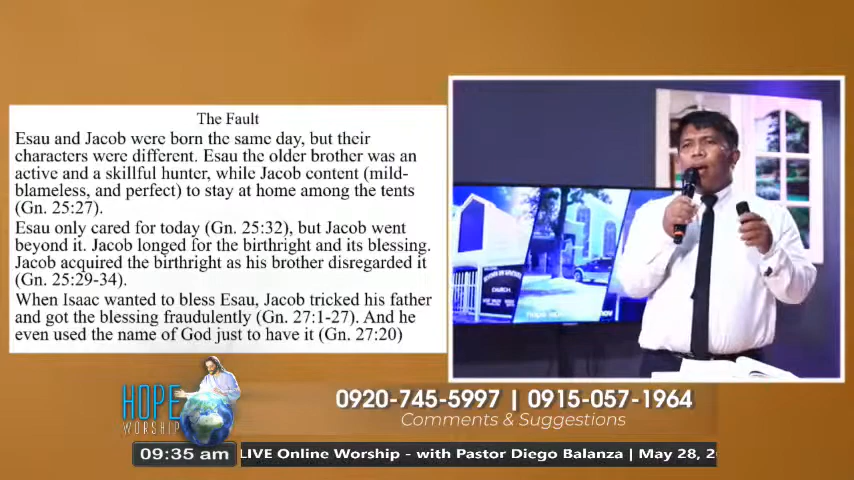 The Fault
Esau and Jacob were born the same day, but their
characters were different. Esau the older brother was an
active and a skillful hunter, while Jacob content (mild-
blameless, and perfect) to stay at home among the tents
(Gn. 25:27).
Esau only cared for today (Gn. 25:32), but Jacob went
beyond it. Jacob longed for the birthright and its blessing.
Jacob acquired the birthright as his brother disregarded it
(Gn. 25:29-34).
When Isaac wanted to bless Esau, Jacob tricked his father
and got the blessing fraudulently (Gn. 27:1-27). And he
even used the name of God just to have it (Gn. 27:20)
CHURCH
HOPE
WORSHIP
0920-745-5997 | 0915-057-1964
Comments & Suggestions
09:35 am
LIVE Online Worship - with Pastor Diego Balanza | May 28, 2